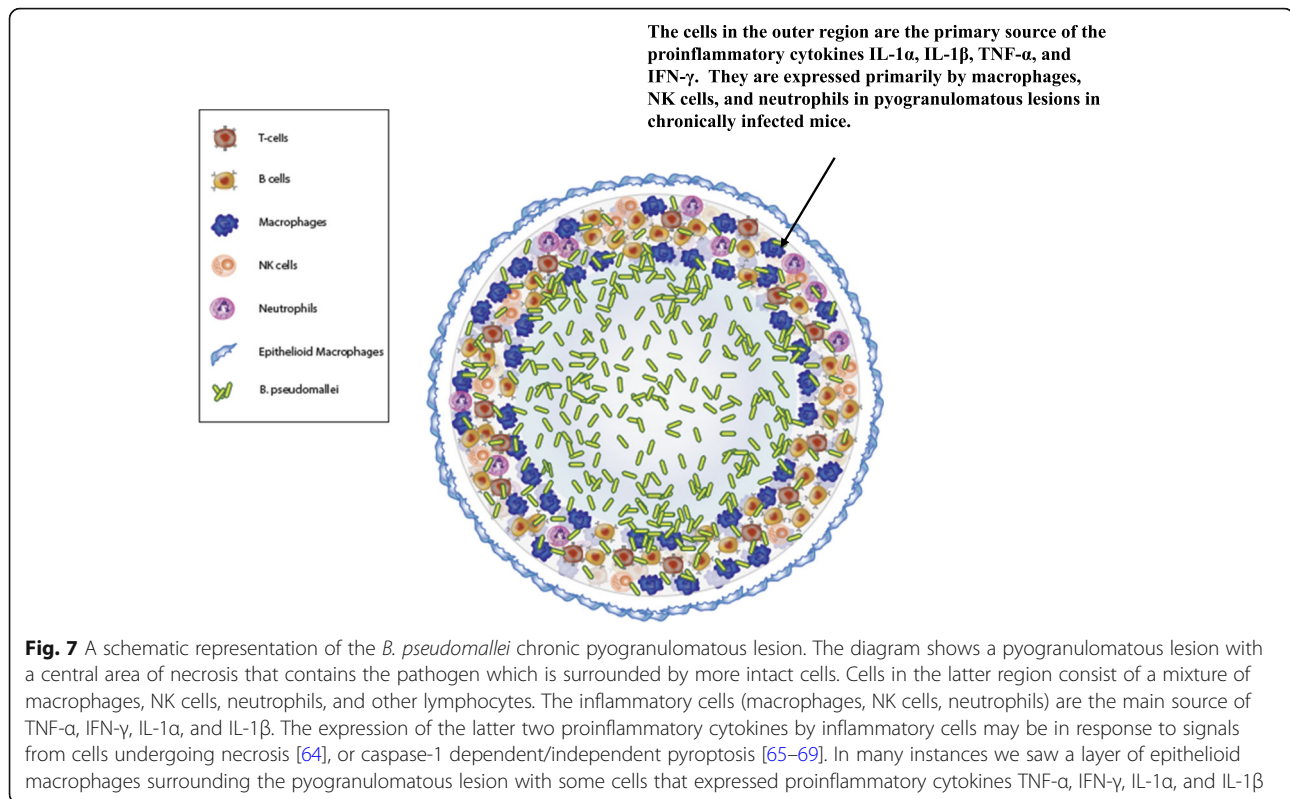 The cells in the outer region are the primary source of the
proinflammatory cytokines IL-1α, IL-1β, TNF-α, and
IFN-γ.  They are expressed primarily by macrophages,
NK cells, and neutrophils in pyogranulomatous lesions in
chronically infected mice.
T-cells
B cells
Macrophages
NK cells
Neutrophils
Epithelioid Macrophages
B. pseudomallei
Fig. 7 A schematic representation of the B. pseudomallei chronic pyogranulomatous lesion. The diagram shows a pyogranulomatous lesion with
a central area of necrosis that contains the pathogen which is surrounded by more intact cells. Cells in the latter region consist of a mixture of
macrophages, NK cells, neutrophils, and other lymphocytes. The inflammatory cells (macrophages, NK cells, neutrophils) are the main source of
TNF-α, IFN-γ, IL-1α, and IL-1β. The expression of the latter two proinflammatory cytokines by inflammatory cells may be in response to signals
from cells undergoing necrosis [64], or caspase-1 dependent/independent pyroptosis [65–69]. In many instances we saw a layer of epithelioid
macrophages surrounding the pyogranulomatous lesion with some cells that expressed proinflammatory cytokines TNF-α, IFN-γ, IL-1α, and IL-1β